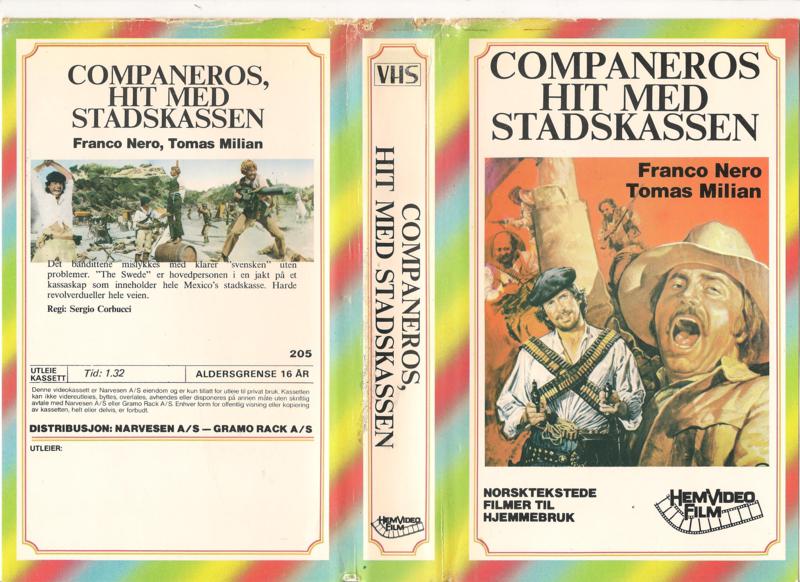 COMPANEROS,
HIT MED
STADSKASSEN
Franco Nero, Tomas Milian
Det bandittene mislykkes med klarer "svensken" uten
problemer. "The Swede" er hovedpersonen i en jakt på et
kassaskap som inneholder hele Mexico's stadskasse. Harde
revolverdueller hele veien.
Regi: Sergio Corbucci
205
UTLEIE
KASSETT
Tid: 1.32
ALDERSGRENSE 16 ÅR
Denne videokassett er Narvesen A/S eiendom og er kun tillatt for utleie til privat bruk. Kassetten
kan ikke videreutleies, byttes, overlates, avhendes eller disponeres på annen måte uten skriftlig
avtale med Narvesen A/S eller Gramo Rack A/S. Enhver form for offentlig visning eller kopiering
av kassetten, helt eller delvis, er forbudt.
DISTRIBUSJON: NARVESEN A/S — GRAMO RACK A/S
UTLEIER:
VHS
COMPANEROS,
HIT MED STADSKASSEN
HEMVIDEO
FILM
COMPANEROS
HIT MED
STADSKASSEN
Franco Nero
Tomas Milian
NORSKTEKSTEDE
FILMER TIL
HJEMMEBRUK
HEMVIDEO
FILM